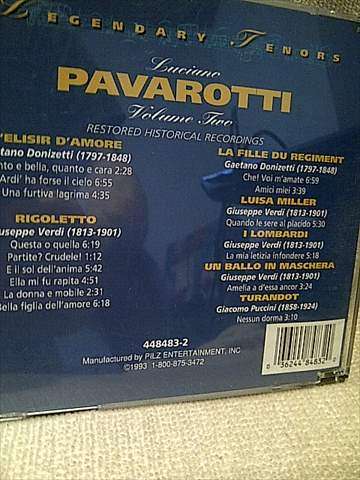 LEGENDARY TENORS
Luciano
PAVAROTTI
Volume Two
RESTORED HISTORICAL RECORDINGS
'ELISIR D'AMORE
etano Donizetti (1797-1848)
nto e bella, quanto e cara 2:28
Ardi' ha forse il cielo 6:55
Una furtiva lagrima 4:35
RIGOLETTO
useppe Verdi (1813-1901)
Questa o quella 6:19
Partite? Crudele! 1:12
E il sol dell'anima 5:42
Ella mi fu rapita 4:51
La donna e mobile 2:31
Bella figlia dell'amore 6:18
LA FILLE DU REGIMENT
Gaetano Donizetti (1797-1848)
Che! Voi m'amate 6:59
Amici miei 3:39
LUISA MILLER
Giuseppe Verdi (1813-1901)
Quando le sere al placido 5:30
I LOMBARDI
Giuseppe Verdi (1813-1901)
La mia letizia infondere 5:18
UN BALLO IN MASCHERA
Giuseppe Verdi (1813-1901)
Amelia a d'essa ancor 3:24
TURANDOT
Giacomo Puccini (1858-1924)
Nessun dorma 3:10
448483-2
Manufactured by PILZ ENTERTAINMENT, INC
©1993 1-800-875-3472
0 36244 84832